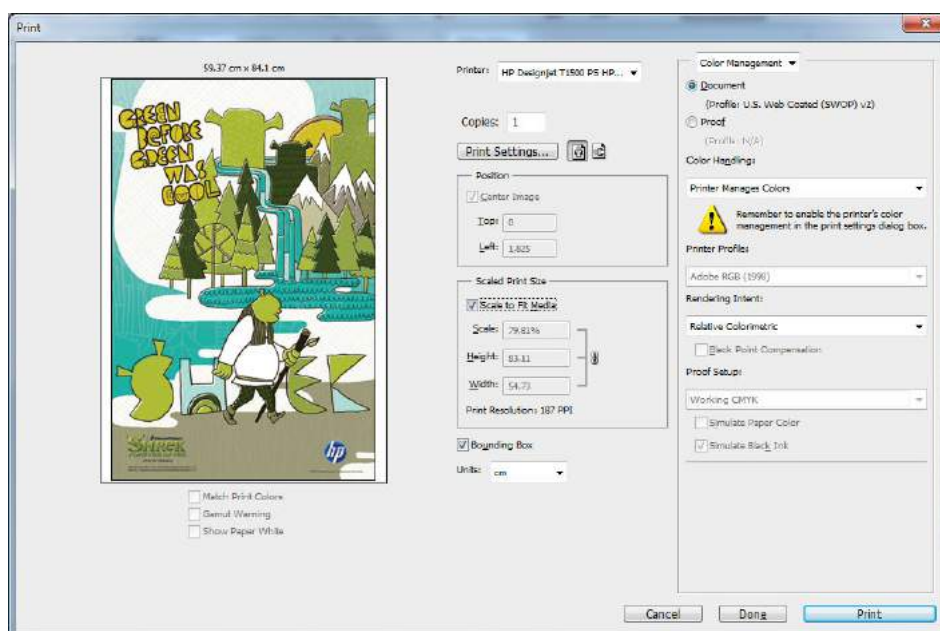 Print
59.37 cm x 84.1 cm
GREEN
BEFORE
GREEN
WAS
COOL
SHREK
SHREK
hp
Match Print Colors
Gamut Warning
Show Paper White
Printer: HP Designjet T1500 PS HP...
Copies: 1
Print Settings...
Position
Center Image
Top: 0
Left: 1.825
Scaled Print Size
Scale to Fit Media
Scale: 79.81%
Height: 83.11
Width: 54.73
Print Resolution: 187 PPI
Bounding Box
Units: cm
Color Management
Document
(Profile: U.S. Web Coated (SWOP) v2)
Proof
(Profile: N/A)
Color Handling:
Printer Manages Colors
Remember to enable the printer's color
management in the print settings dialog box.
Printer Profile:
Adobe RGB (1998)
Rendering Intent:
Relative Colorimetric
Black Point Compensation
Proof Setup:
Working CMYK
Simulate Paper Color
Simulate Black Ink
Cancel
Done
Print